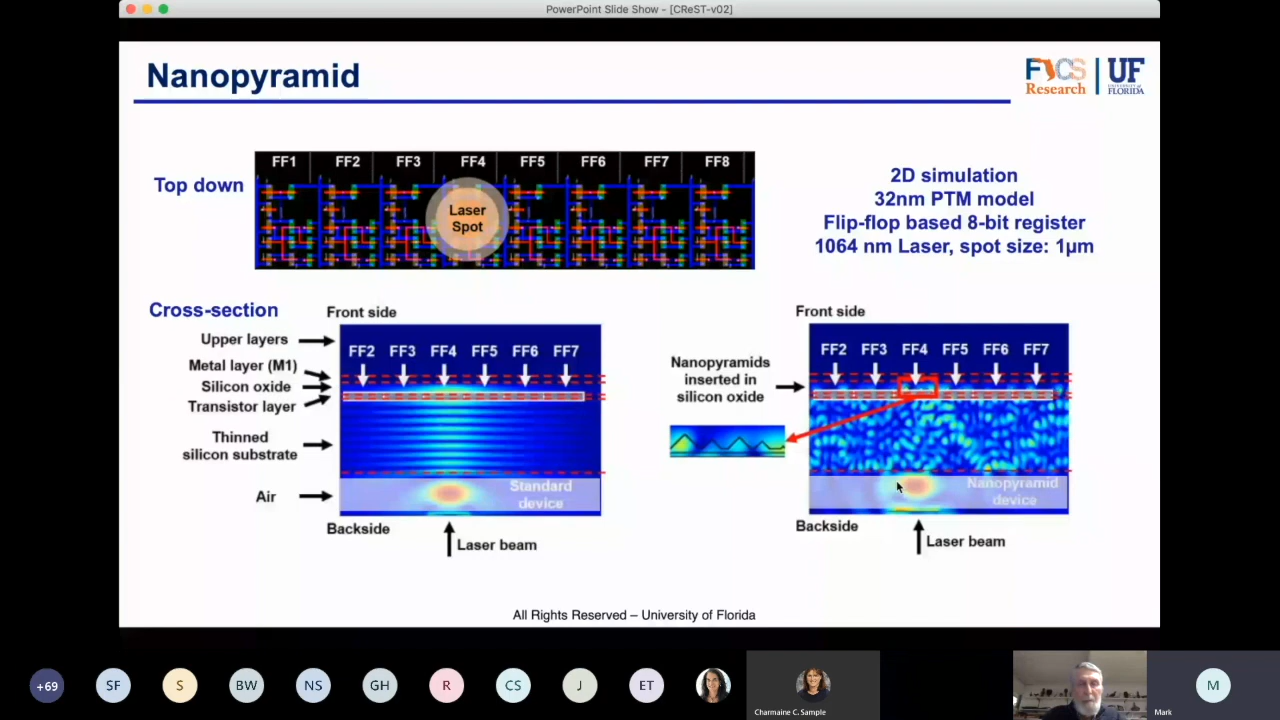 PowerPoint Slide Show - [CReST-v02]
Nanopyramid
FICS
Research
UF
UNIVERSITY of
FLORIDA
Top down
FF1 FF2 FF3 FF4 FF5 FF6 FF7 FF8
Laser
Spot
2D simulation
32nm PTM model
Flip-flop based 8-bit register
1064 nm Laser, spot size: 1µm
Cross-section
Front side
Upper layers
Metal layer (M1)
Silicon oxide
Transistor layer
Thinned
silicon substrate
Air
FF2 FF3 FF4 FF5 FF6 FF7
Standard
device
Backside
Laser beam
Front side
Nanopyramids
inserted in
silicon oxide
FF2 FF3 FF4 FF5 FF6 FF7
Nanopyramid
device
Backside
Laser beam
All Rights Reserved – University of Florida
+69
SF
S
BW
NS
GH
R
CS
J
ET
Charmaine C. Sample
Mark
M